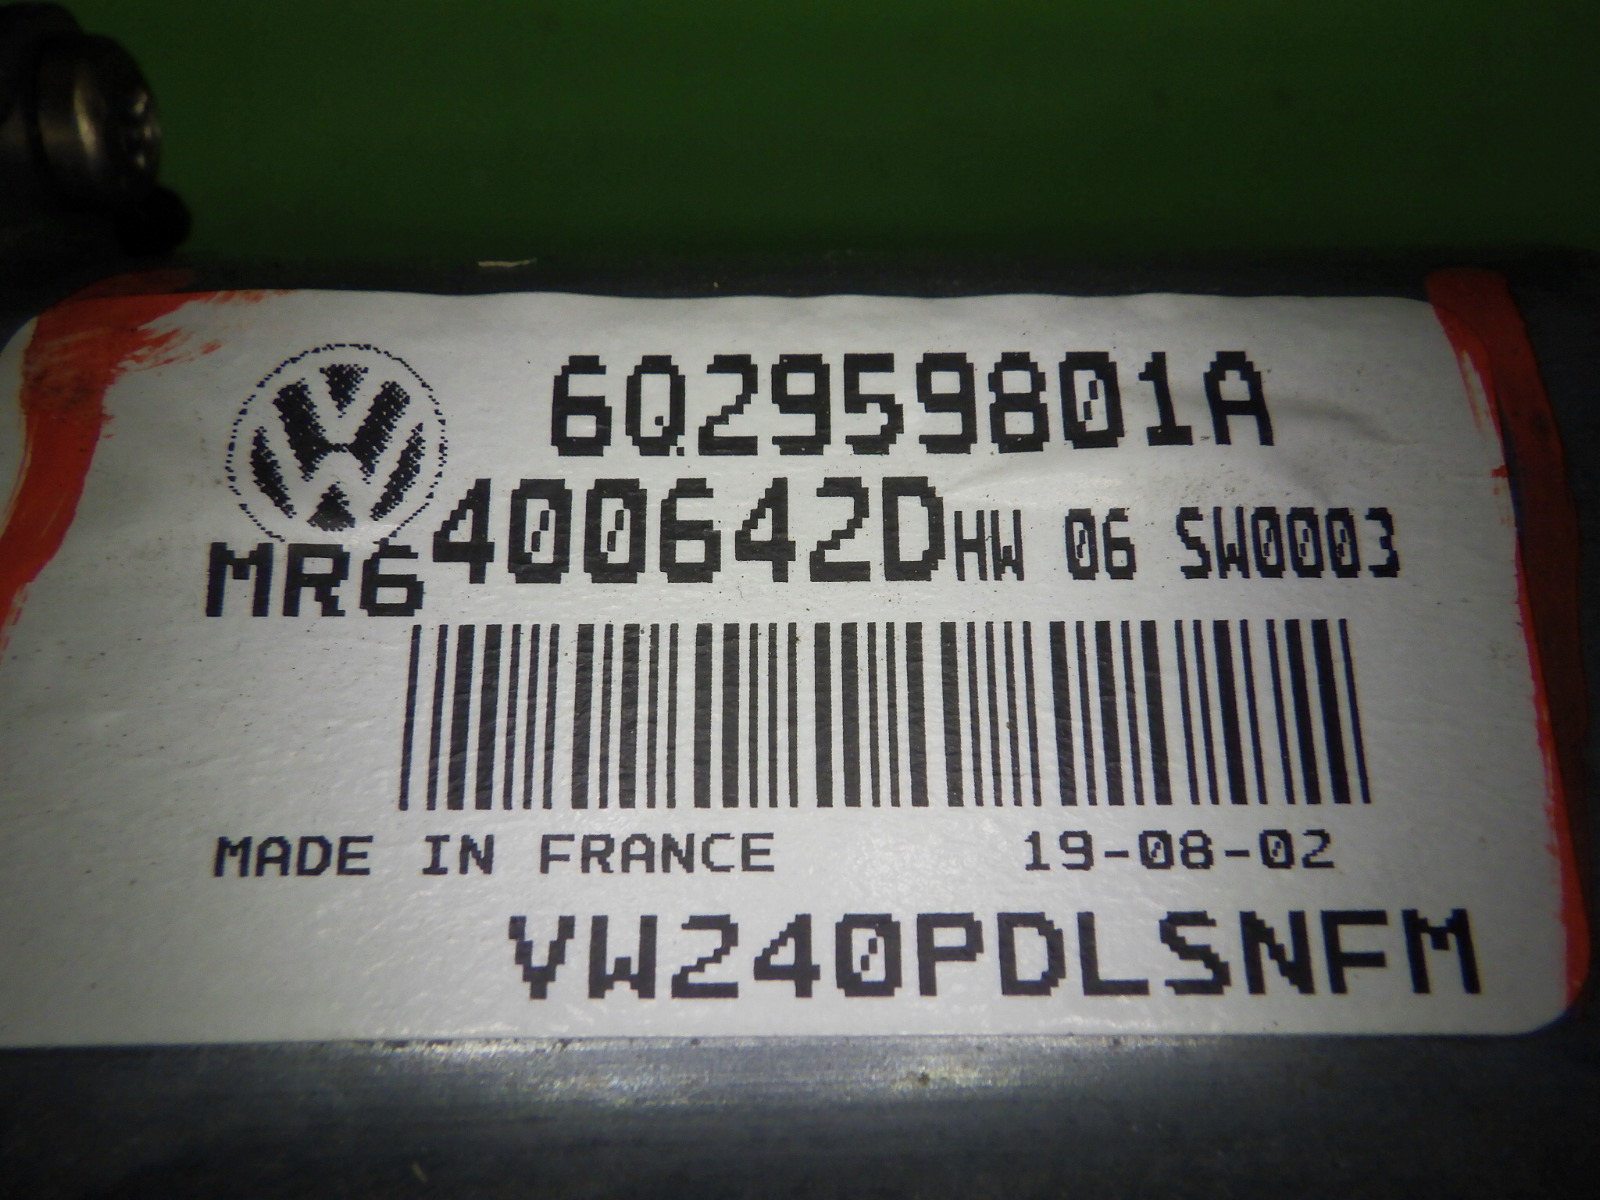 6Q2959801A
400642D HW 06 SW0003
MR6
MADE IN FRANCE 19-08-02
VW240PDLSNFM